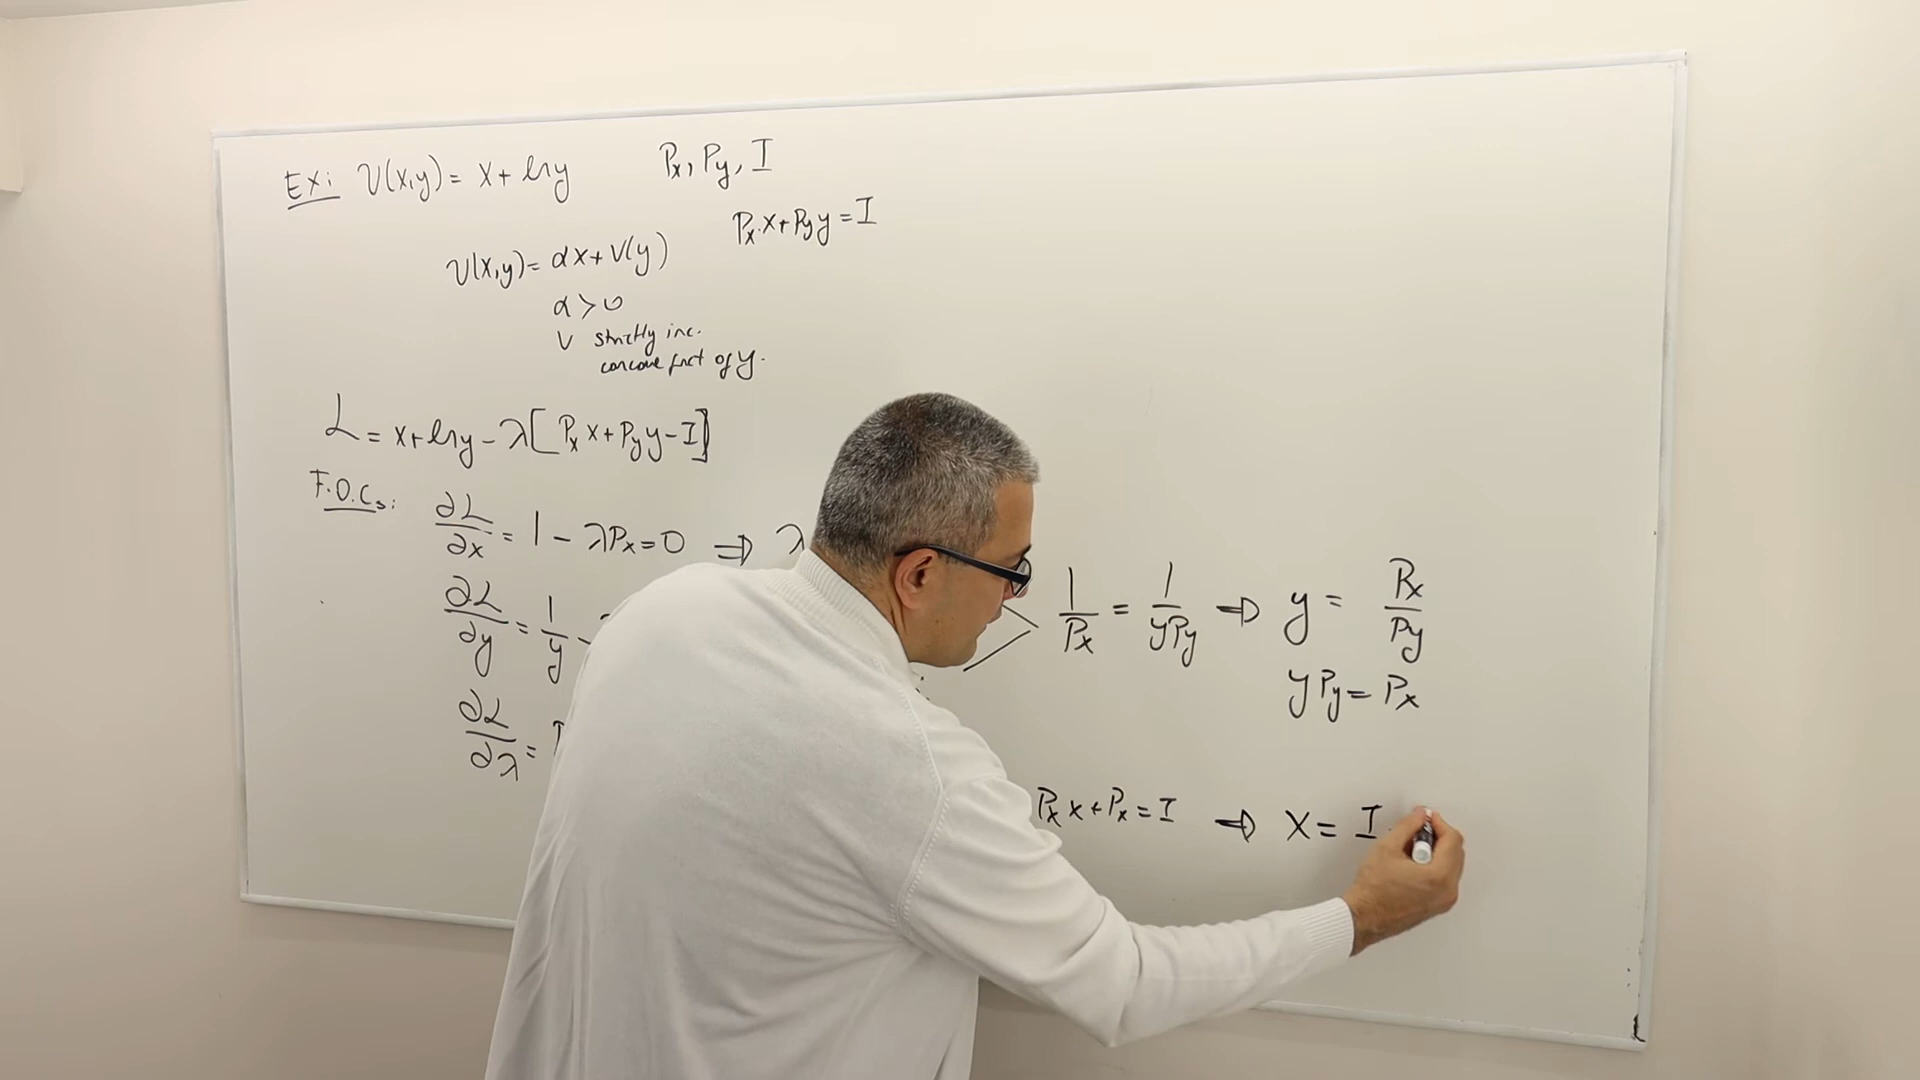 Ex: U(x,y) = x + ln y    Px, Py, I
Px.x + Py y = I
U(x,y) = αx + V(y)
α > 0
V strictly inc.
concave fnct of y.
L = x + ln y - λ[Px x + Py y - I]
F.O.Cs:
∂L/∂x = 1 - λPx = 0 ⇒ λ
∂L/∂y = 1/y -
∂L/∂λ =
1/Px = 1/yPy ⇒ y = Px/Py
y Py = Px
Px x + Px = I ⇒ x = I -